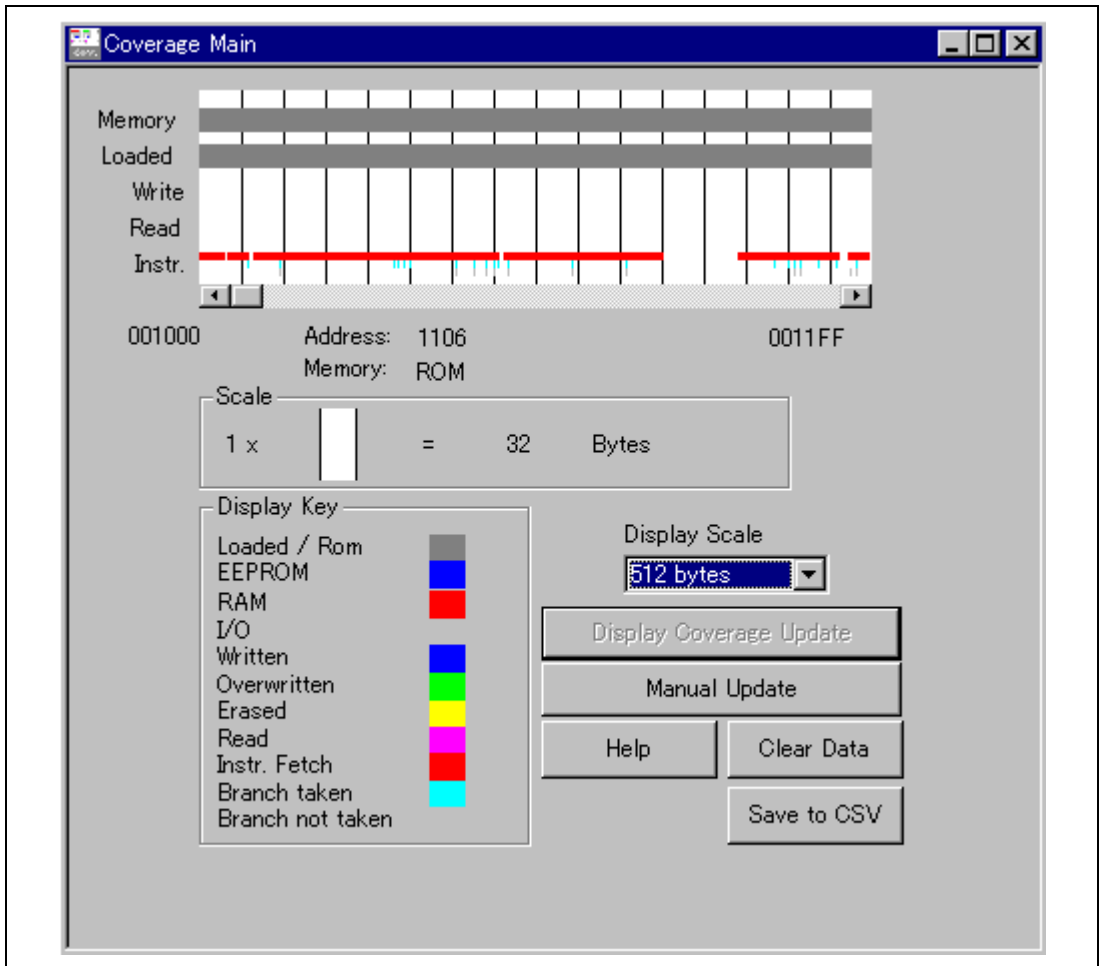 Coverage Main
Memory
Loaded
Write
Read
Instr.
001000 Address: 1106 0011FF
Memory: ROM
Scale
1 x = 32 Bytes
Display Key
Loaded / Rom
EEPROM
RAM
I/O
Written
Overwritten
Erased
Read
Instr. Fetch
Branch taken
Branch not taken
Display Scale
512 bytes
Display Coverage Update
Manual Update
Help Clear Data
Save to CSV